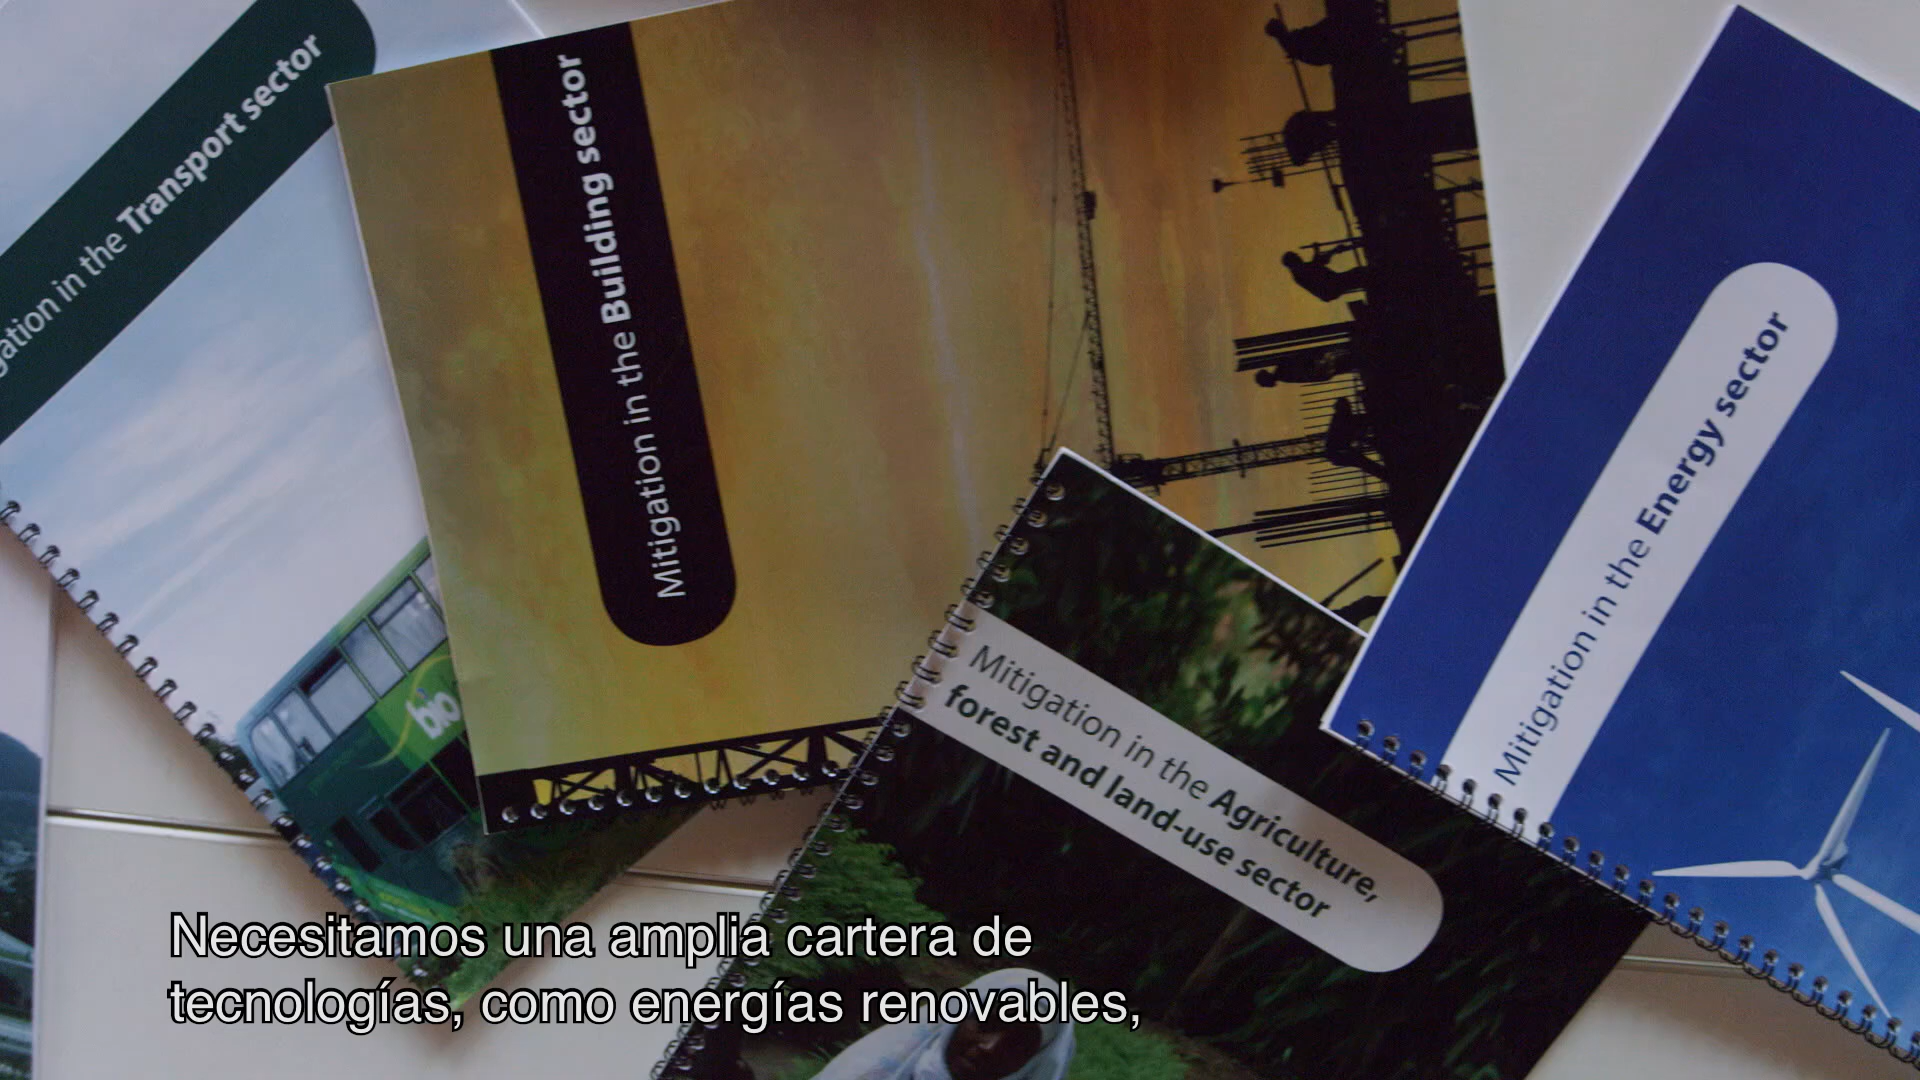 gation in the Transport sector
Mitigation in the Building sector
Mitigation in the Energy sector
Mitigation in the Agriculture,
forest and land-use sector
bio
Necesitamos una amplia cartera de
tecnologías, como energías renovables,